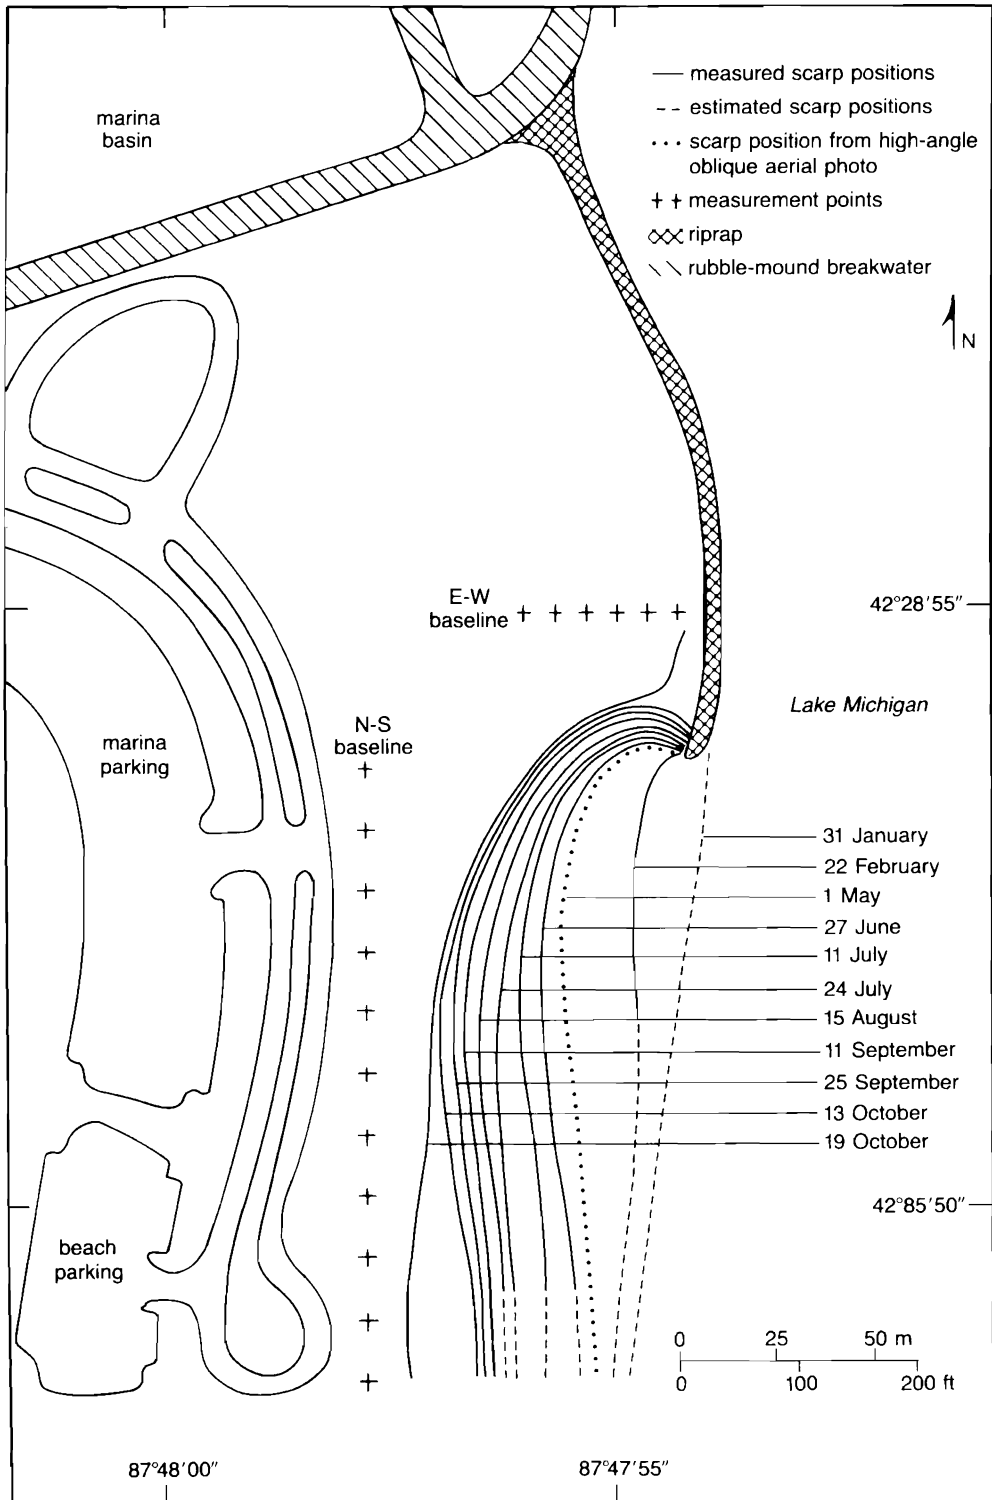 marina
basin
measured scarp positions
estimated scarp positions
scarp position from high-angle
oblique aerial photo
measurement points
riprap
rubble-mound breakwater
N
E-W
baseline
42°28'55"
Lake Michigan
N-S
baseline
marina
parking
31 January
22 February
1 May
27 June
11 July
24 July
15 August
11 September
25 September
13 October
19 October
42°85'50"
beach
parking
0 25 50 m
0 100 200 ft
87°48'00"
87°47'55"